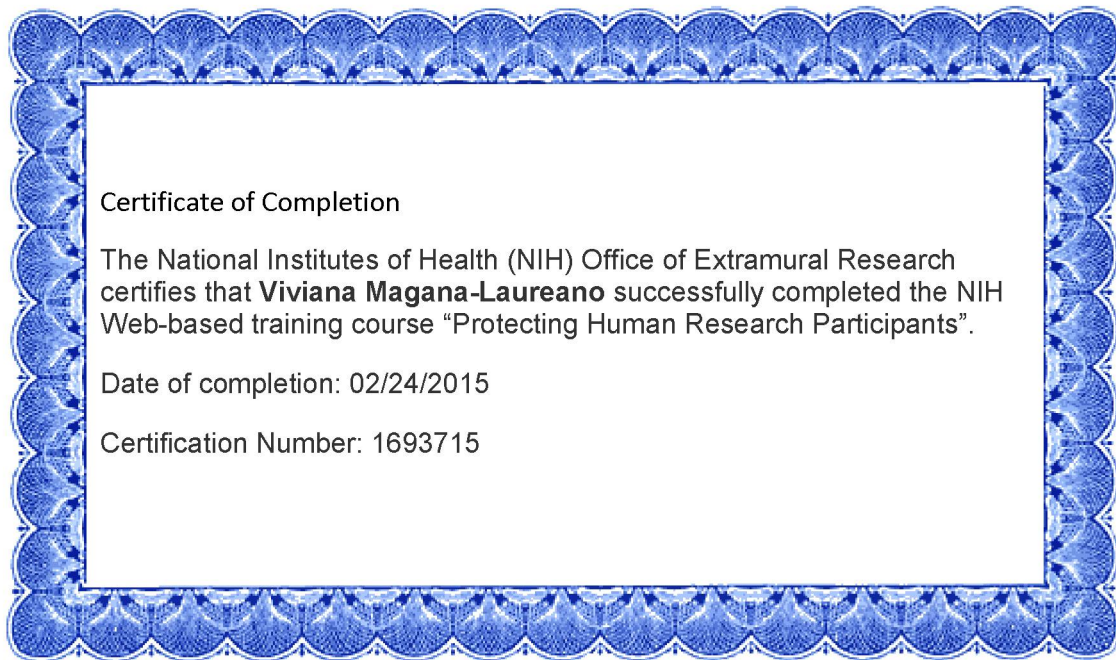 Certificate of Completion
The National Institutes of Health (NIH) Office of Extramural Research
certifies that Viviana Magana-Laureano successfully completed the NIH
Web-based training course “Protecting Human Research Participants”.
Date of completion: 02/24/2015
Certification Number: 1693715